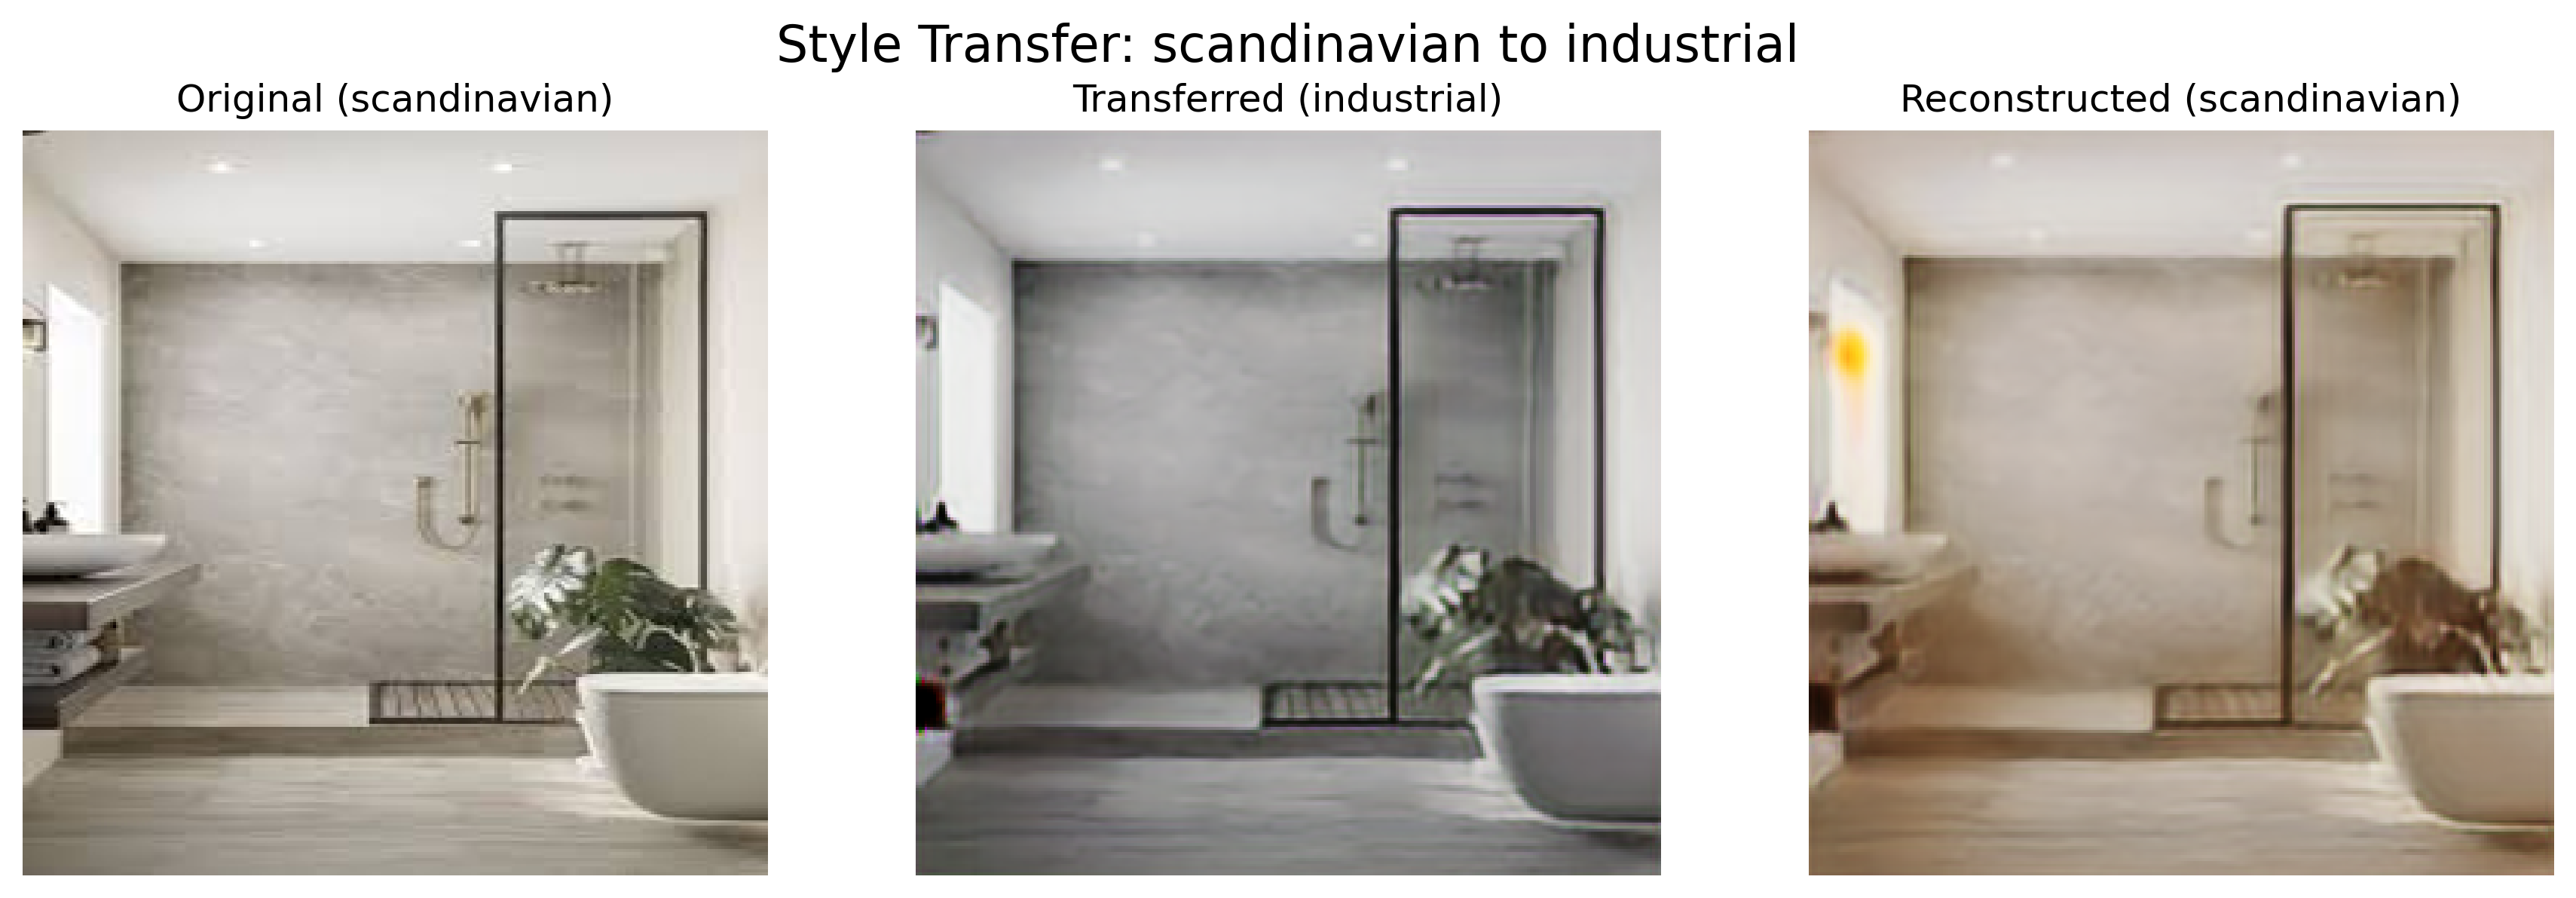 Style Transfer: scandinavian to industrial
Original (scandinavian)
Transferred (industrial)
Reconstructed (scandinavian)